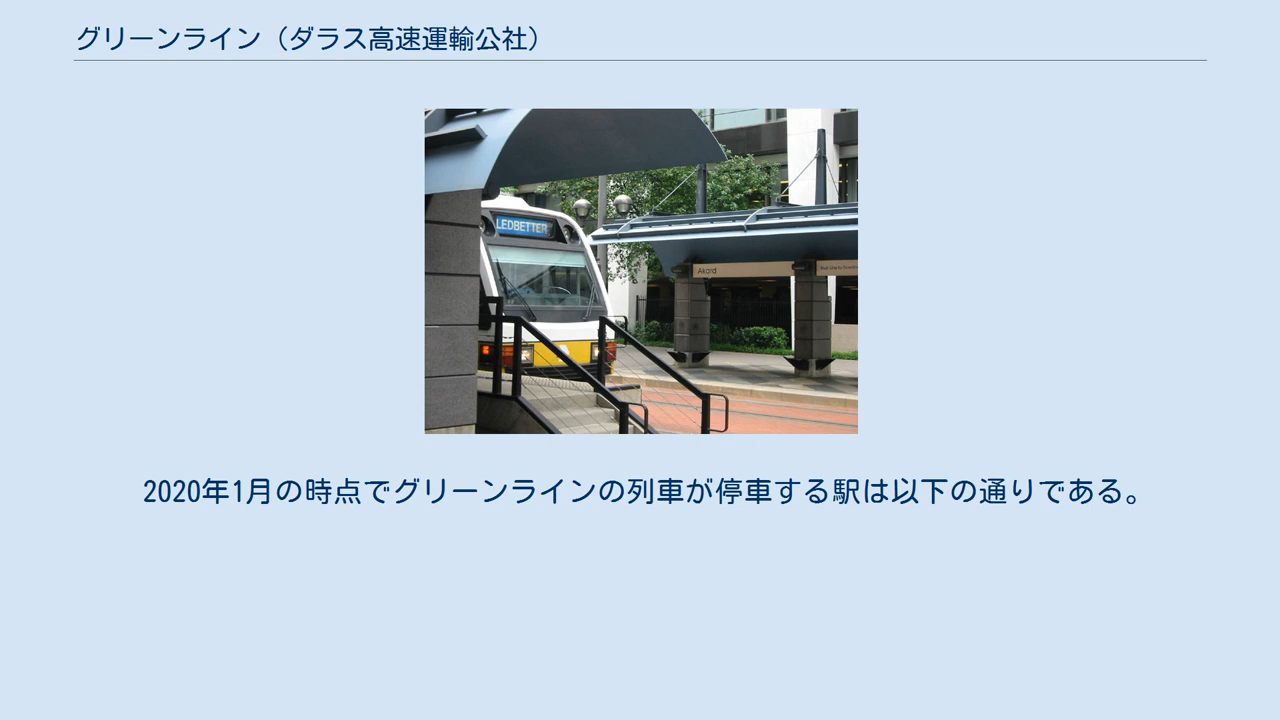 グリーンライン（ダラス高速運輸公社）
LEDBETTER
Akard
2020年1月の時点でグリーンラインの列車が停車する駅は以下の通りである。